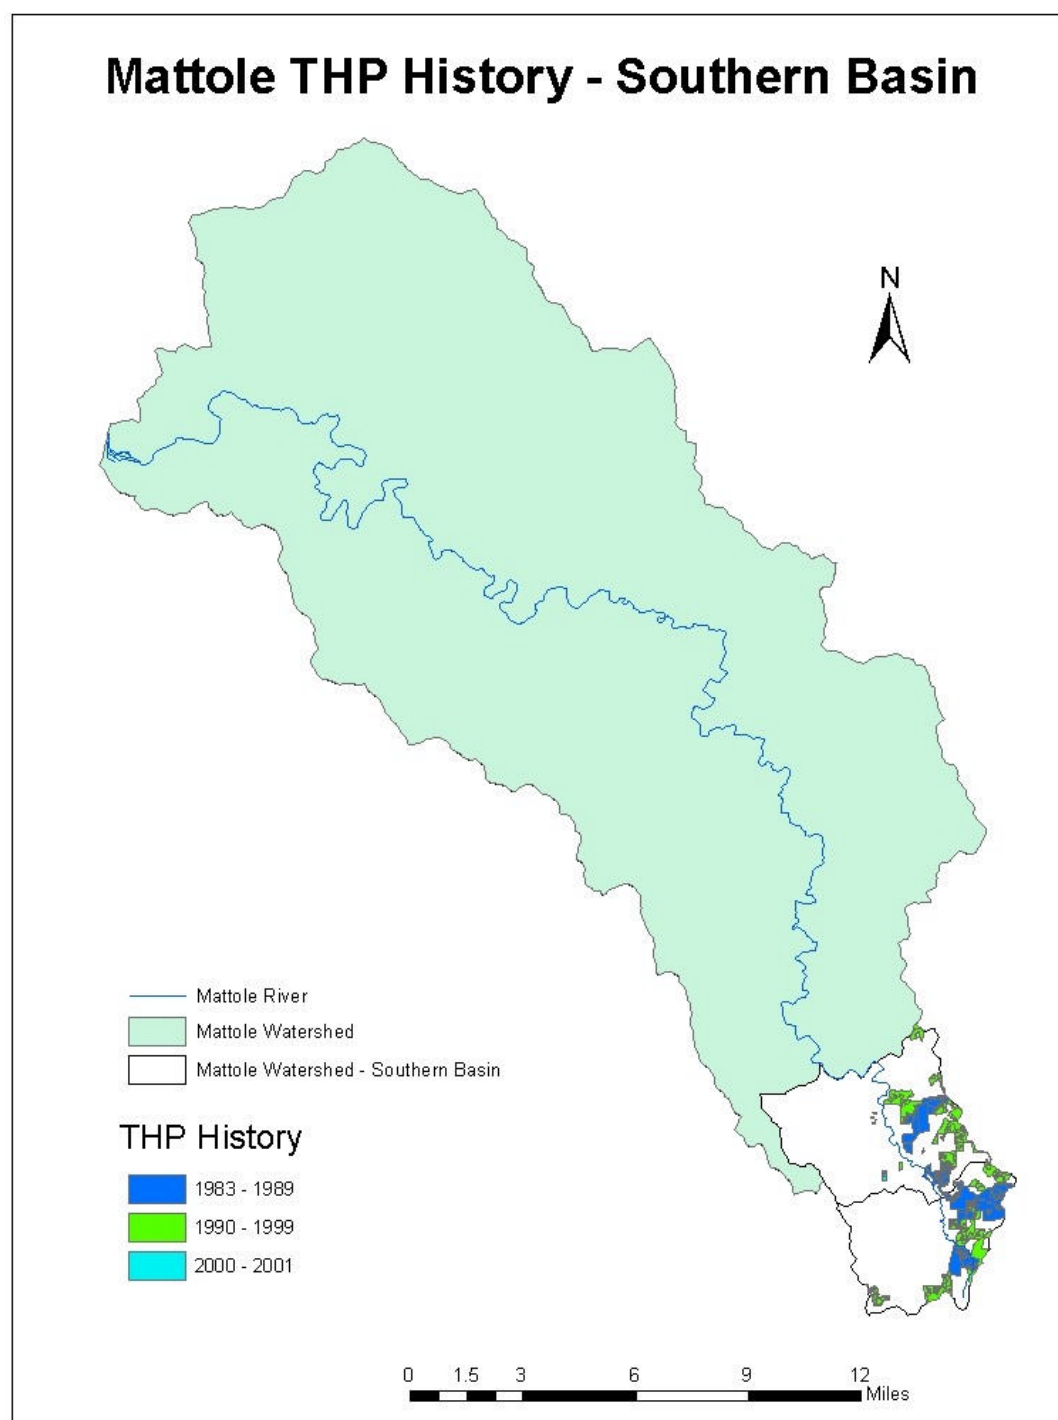 Mattole THP History - Southern Basin
N
Mattole River
Mattole Watershed
Mattole Watershed - Southern Basin
THP History
1983 - 1989
1990 - 1999
2000 - 2001
0 1.5 3 6 9 12
Miles